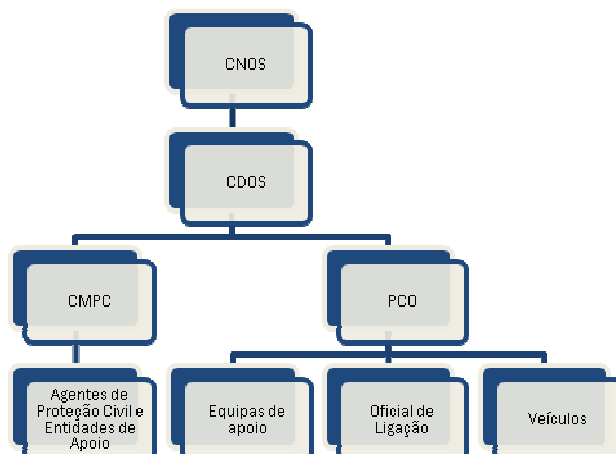 CNOS
CDOS
CMPC
PCO
Agentes de
Proteção Civil e
Entidades de
Apoio
Equipas de
apoio
Oficial de
Ligação
Veículos